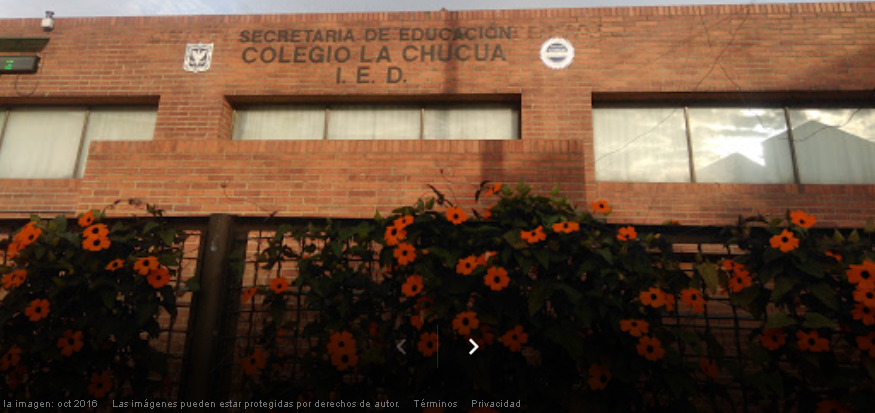 SECRETARIA DE EDUCACIÓN
COLEGIO LA CHUCUA
I. E. D.
la imagen: oct 2016 Las imágenes pueden estar protegidas por derechos de autor. Términos Privacidad